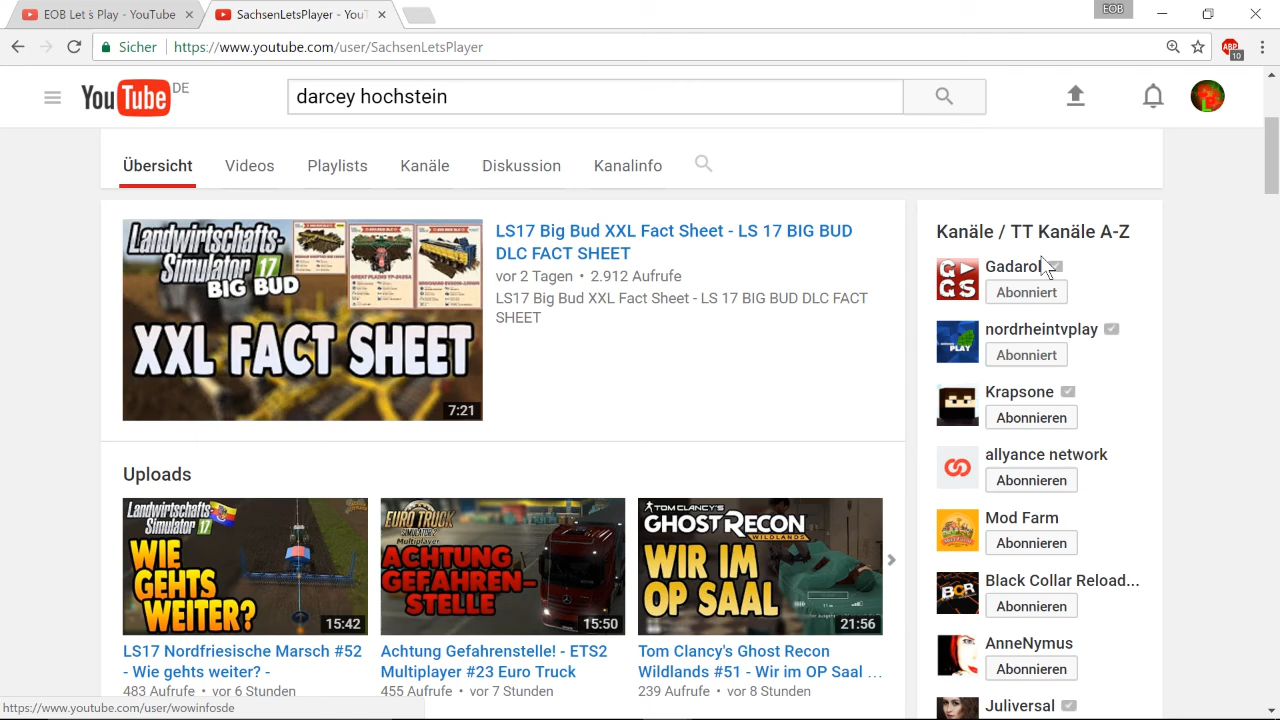 EOB Let´s Play - YouTube
SachsenLetsPlayer - You
EOB
Sicher
https://www.youtube.com/user/SachsenLetsPlayer
ABP
10
YouTube DE
darcey hochstein
Übersicht
Videos
Playlists
Kanäle
Diskussion
Kanalinfo
Landwirtschafts-
Simulator 17
BIG BUD
XXL FACT SHEET
7:21
LS17 Big Bud XXL Fact Sheet - LS 17 BIG BUD
DLC FACT SHEET
vor 2 Tagen • 2.912 Aufrufe
LS17 Big Bud XXL Fact Sheet - LS 17 BIG BUD DLC FACT
SHEET
Uploads
Landwirtschafts-
Simulator 17
WIE
GEHTS
WEITER?
15:42
LS17 Nordfriesische Marsch #52
- Wie gehts weiter? -
483 Aufrufe • vor 6 Stunden
EURO TRUCK
SIMULATOR 2
Multiplayer
ACHTUNG
GEFAHREN-
STELLE
15:50
Achtung Gefahrenstelle! - ETS2
Multiplayer #23 Euro Truck
455 Aufrufe • vor 7 Stunden
TOM CLANCY'S
GHOST RECON
WILDLANDS
WIR IM
OP SAAL
21:56
Tom Clancy's Ghost Recon
Wildlands #51 - Wir im OP Saal ...
239 Aufrufe • vor 8 Stunden
Kanäle / TT Kanäle A-Z
Gadarol
Abonniert
nordrheintvplay
Abonniert
Krapsone
Abonnieren
allyance network
Abonnieren
Mod Farm
Abonnieren
Black Collar Reload...
Abonnieren
AnneNymus
Abonnieren
Juliversal
https://www.youtube.com/user/wowinfosde